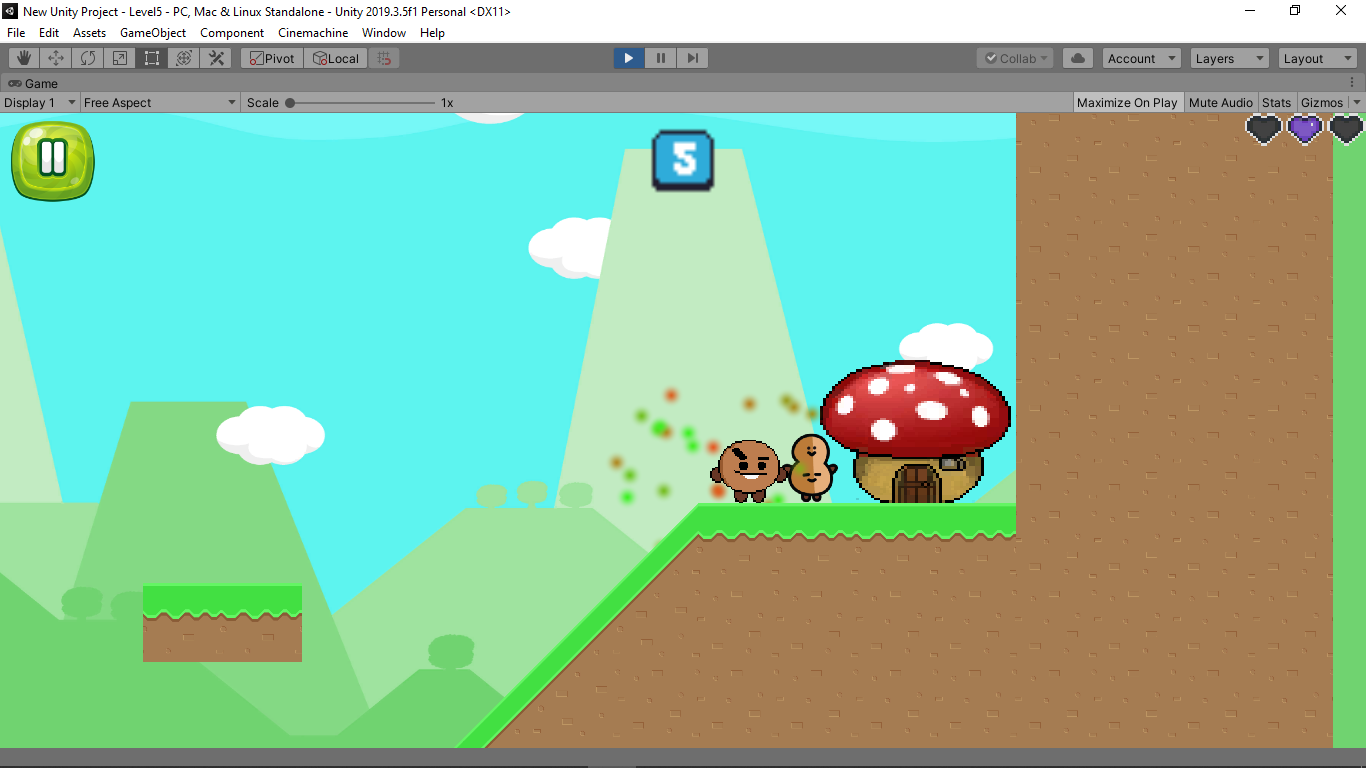 New Unity Project - Level5 - PC, Mac & Linux Standalone - Unity 2019.3.5f1 Personal <DX11>
File Edit Assets GameObject Component Cinemachine Window Help
Pivot Local Collab Account Layers Layout
Game
Display 1 Free Aspect Scale 1x Maximize On Play Mute Audio Stats Gizmos
5